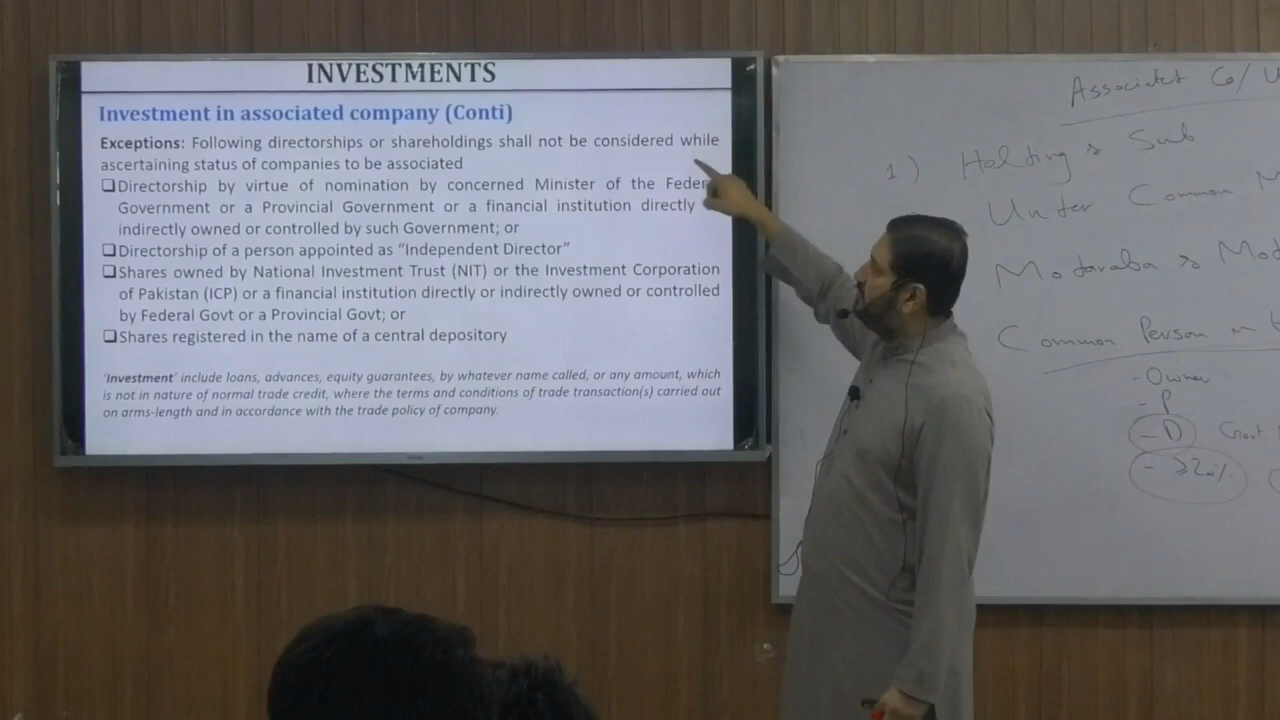 INVESTMENTS
Investment in associated company (Conti)
Exceptions: Following directorships or shareholdings shall not be considered while
ascertaining status of companies to be associated
❑Directorship by virtue of nomination by concerned Minister of the Feder
Government or a Provincial Government or a financial institution directly
indirectly owned or controlled by such Government; or
❑Directorship of a person appointed as “Independent Director”
❑Shares owned by National Investment Trust (NIT) or the Investment Corporation
of Pakistan (ICP) or a financial institution directly or indirectly owned or controlled
by Federal Govt or a Provincial Govt; or
❑Shares registered in the name of a central depository
‘Investment’ include loans, advances, equity guarantees, by whatever name called, or any amount, which
is not in nature of normal trade credit, where the terms and conditions of trade transaction(s) carried out
on arms-length and in accordance with the trade policy of company.
Associated Co/ U
1) Holding & Sub
Under Common M
Modaraba & Mod
Common Person in
- Owner
- P
- D
- ≥20%